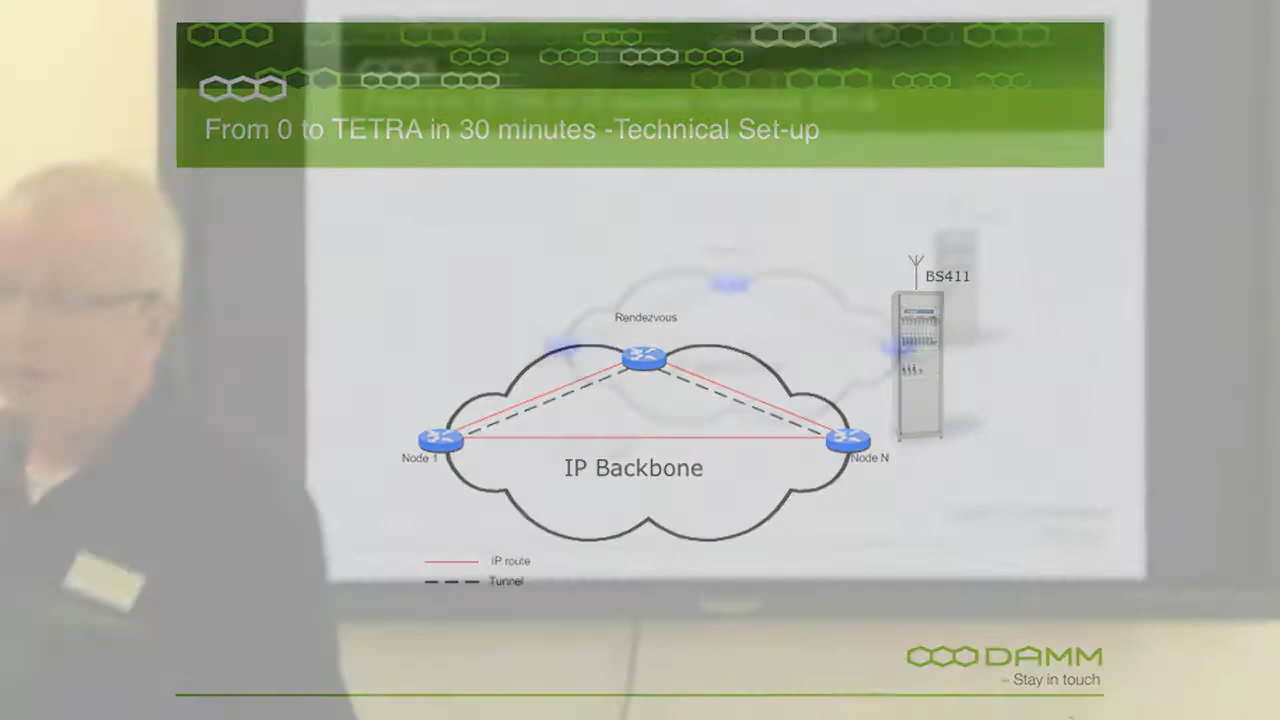 From 0 to TETRA in 30 minutes -Technical Set-up
BS411
Rendezvous
Node 1
Node N
IP Backbone
IP route
Tunnel
DAMM
- Stay in touch